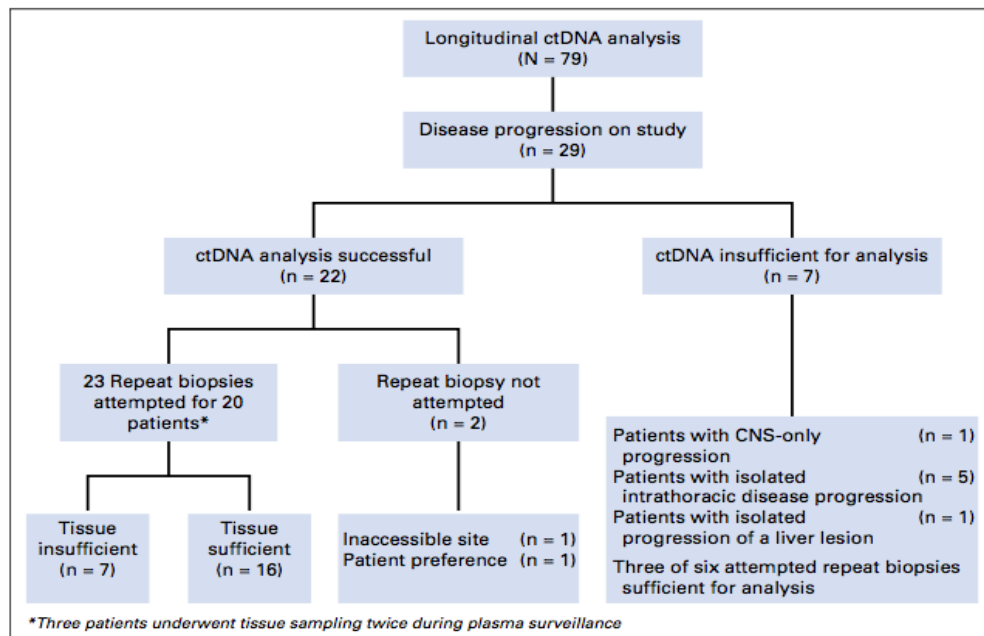 Longitudinal ctDNA analysis
(N = 79)
Disease progression on study
(n = 29)
ctDNA analysis successful
(n = 22)
ctDNA insufficient for analysis
(n = 7)
23 Repeat biopsies
attempted for 20
patients*
Repeat biopsy not
attempted
(n = 2)
Tissue
insufficient
(n = 7)
Tissue
sufficient
(n = 16)
Inaccessible site (n = 1)
Patient preference (n = 1)
Patients with CNS-only (n = 1)
progression
Patients with isolated (n = 5)
intrathoracic disease progression
Patients with isolated (n = 1)
progression of a liver lesion
Three of six attempted repeat biopsies
sufficient for analysis
*Three patients underwent tissue sampling twice during plasma surveillance